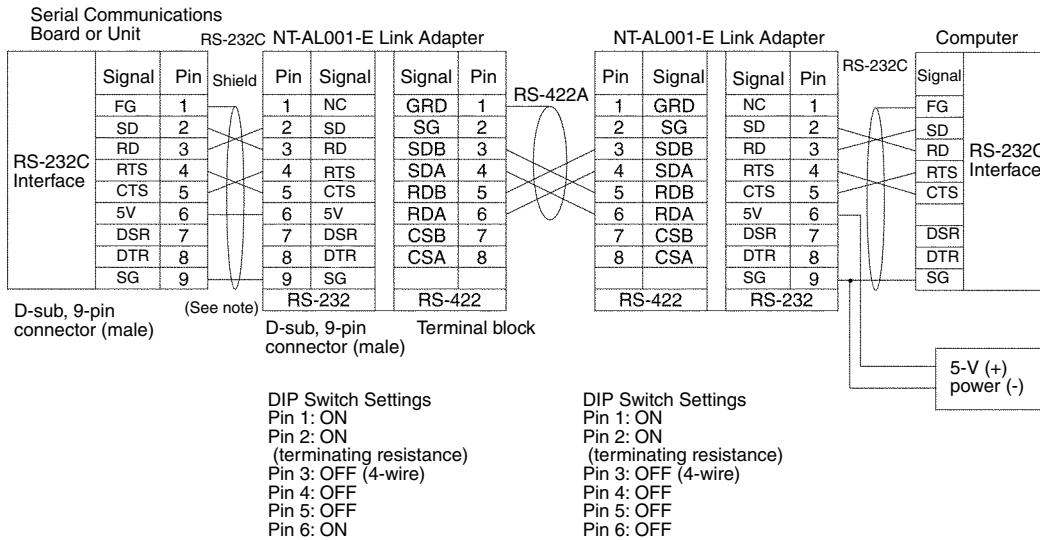 Serial Communications
Board or Unit
RS-232C
NT-AL001-E Link Adapter
NT-AL001-E Link Adapter
Computer
Signal Pin Shield Pin Signal Signal Pin RS-422A Pin Signal Signal Pin RS-232C Signal
FG 1 1 NC GRD 1 1 GRD NC 1 FG
SD 2 2 SD SG 2 2 SG SD 2 SD
RD 3 3 RD SDB 3 3 SDB RD 3 RD
RS-232C
Interface
RTS 4 4 RTS SDA 4 4 SDA RTS 4 RTS
RS-232C
Interface
CTS 5 5 CTS RDB 5 5 RDB CTS 5 CTS
5V 6 6 5V RDA 6 6 RDA 5V 6
DSR 7 7 DSR CSB 7 7 CSB DSR 7 DSR
DTR 8 8 DTR CSA 8 8 CSA DTR 8 DTR
SG 9 9 SG SG 9 SG
RS-232 RS-422 RS-422 RS-232
D-sub, 9-pin
connector (male)
(See note)
D-sub, 9-pin
connector (male)
Terminal block
5-V (+)
power (-)
DIP Switch Settings
Pin 1: ON
Pin 2: ON
(terminating resistance)
Pin 3: OFF (4-wire)
Pin 4: OFF
Pin 5: OFF
Pin 6: ON
DIP Switch Settings
Pin 1: ON
Pin 2: ON
(terminating resistance)
Pin 3: OFF (4-wire)
Pin 4: OFF
Pin 5: OFF
Pin 6: OFF